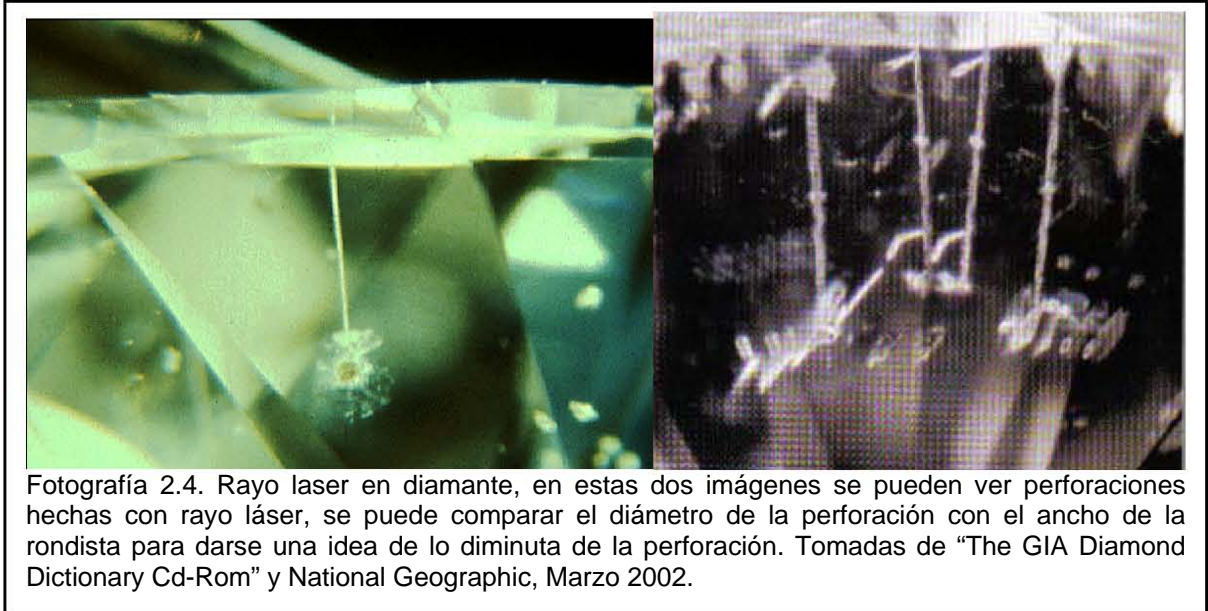 Fotografía 2.4. Rayo laser en diamante, en estas dos imágenes se pueden ver perforaciones
hechas con rayo láser, se puede comparar el diámetro de la perforación con el ancho de la
rondista para darse una idea de lo diminuta de la perforación. Tomadas de “The GIA Diamond
Dictionary Cd-Rom” y National Geographic, Marzo 2002.